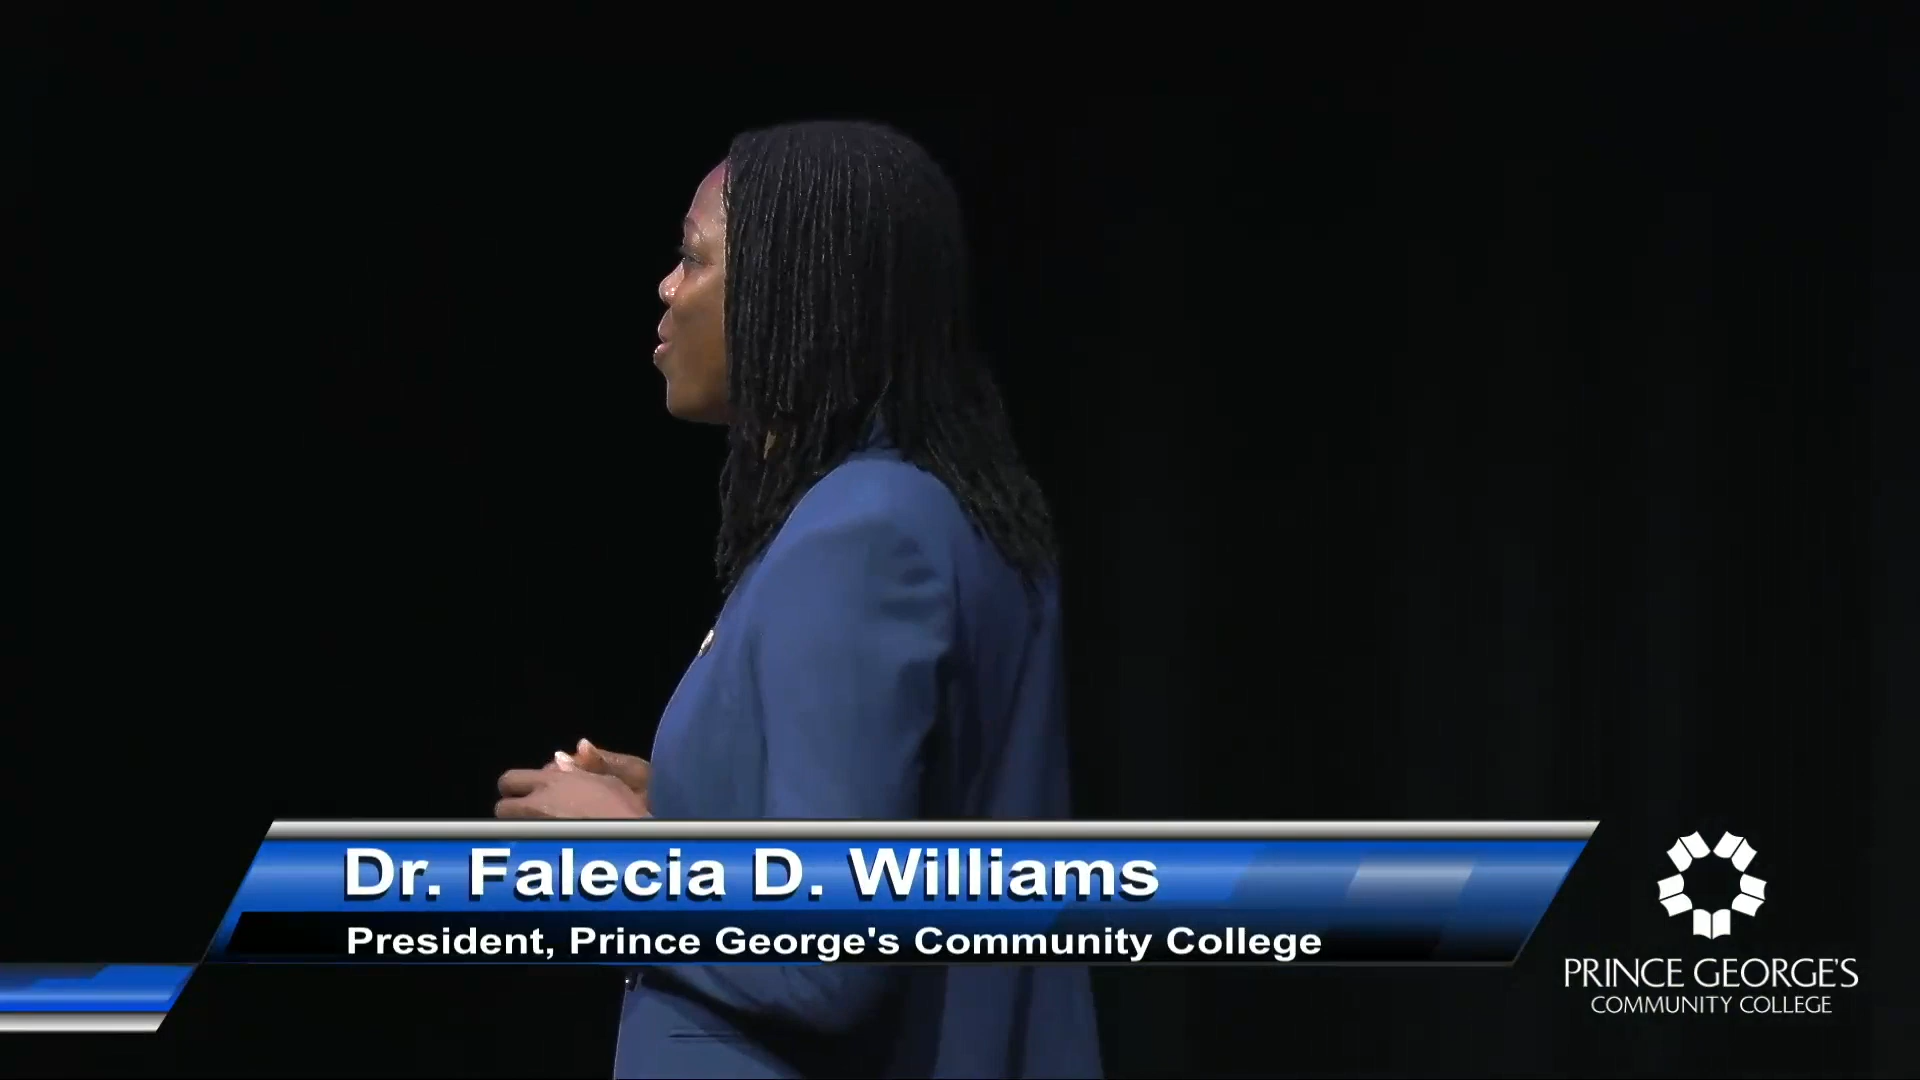 Dr. Falecia D. Williams
President, Prince George's Community College
PRINCE GEORGE'S
COMMUNITY COLLEGE